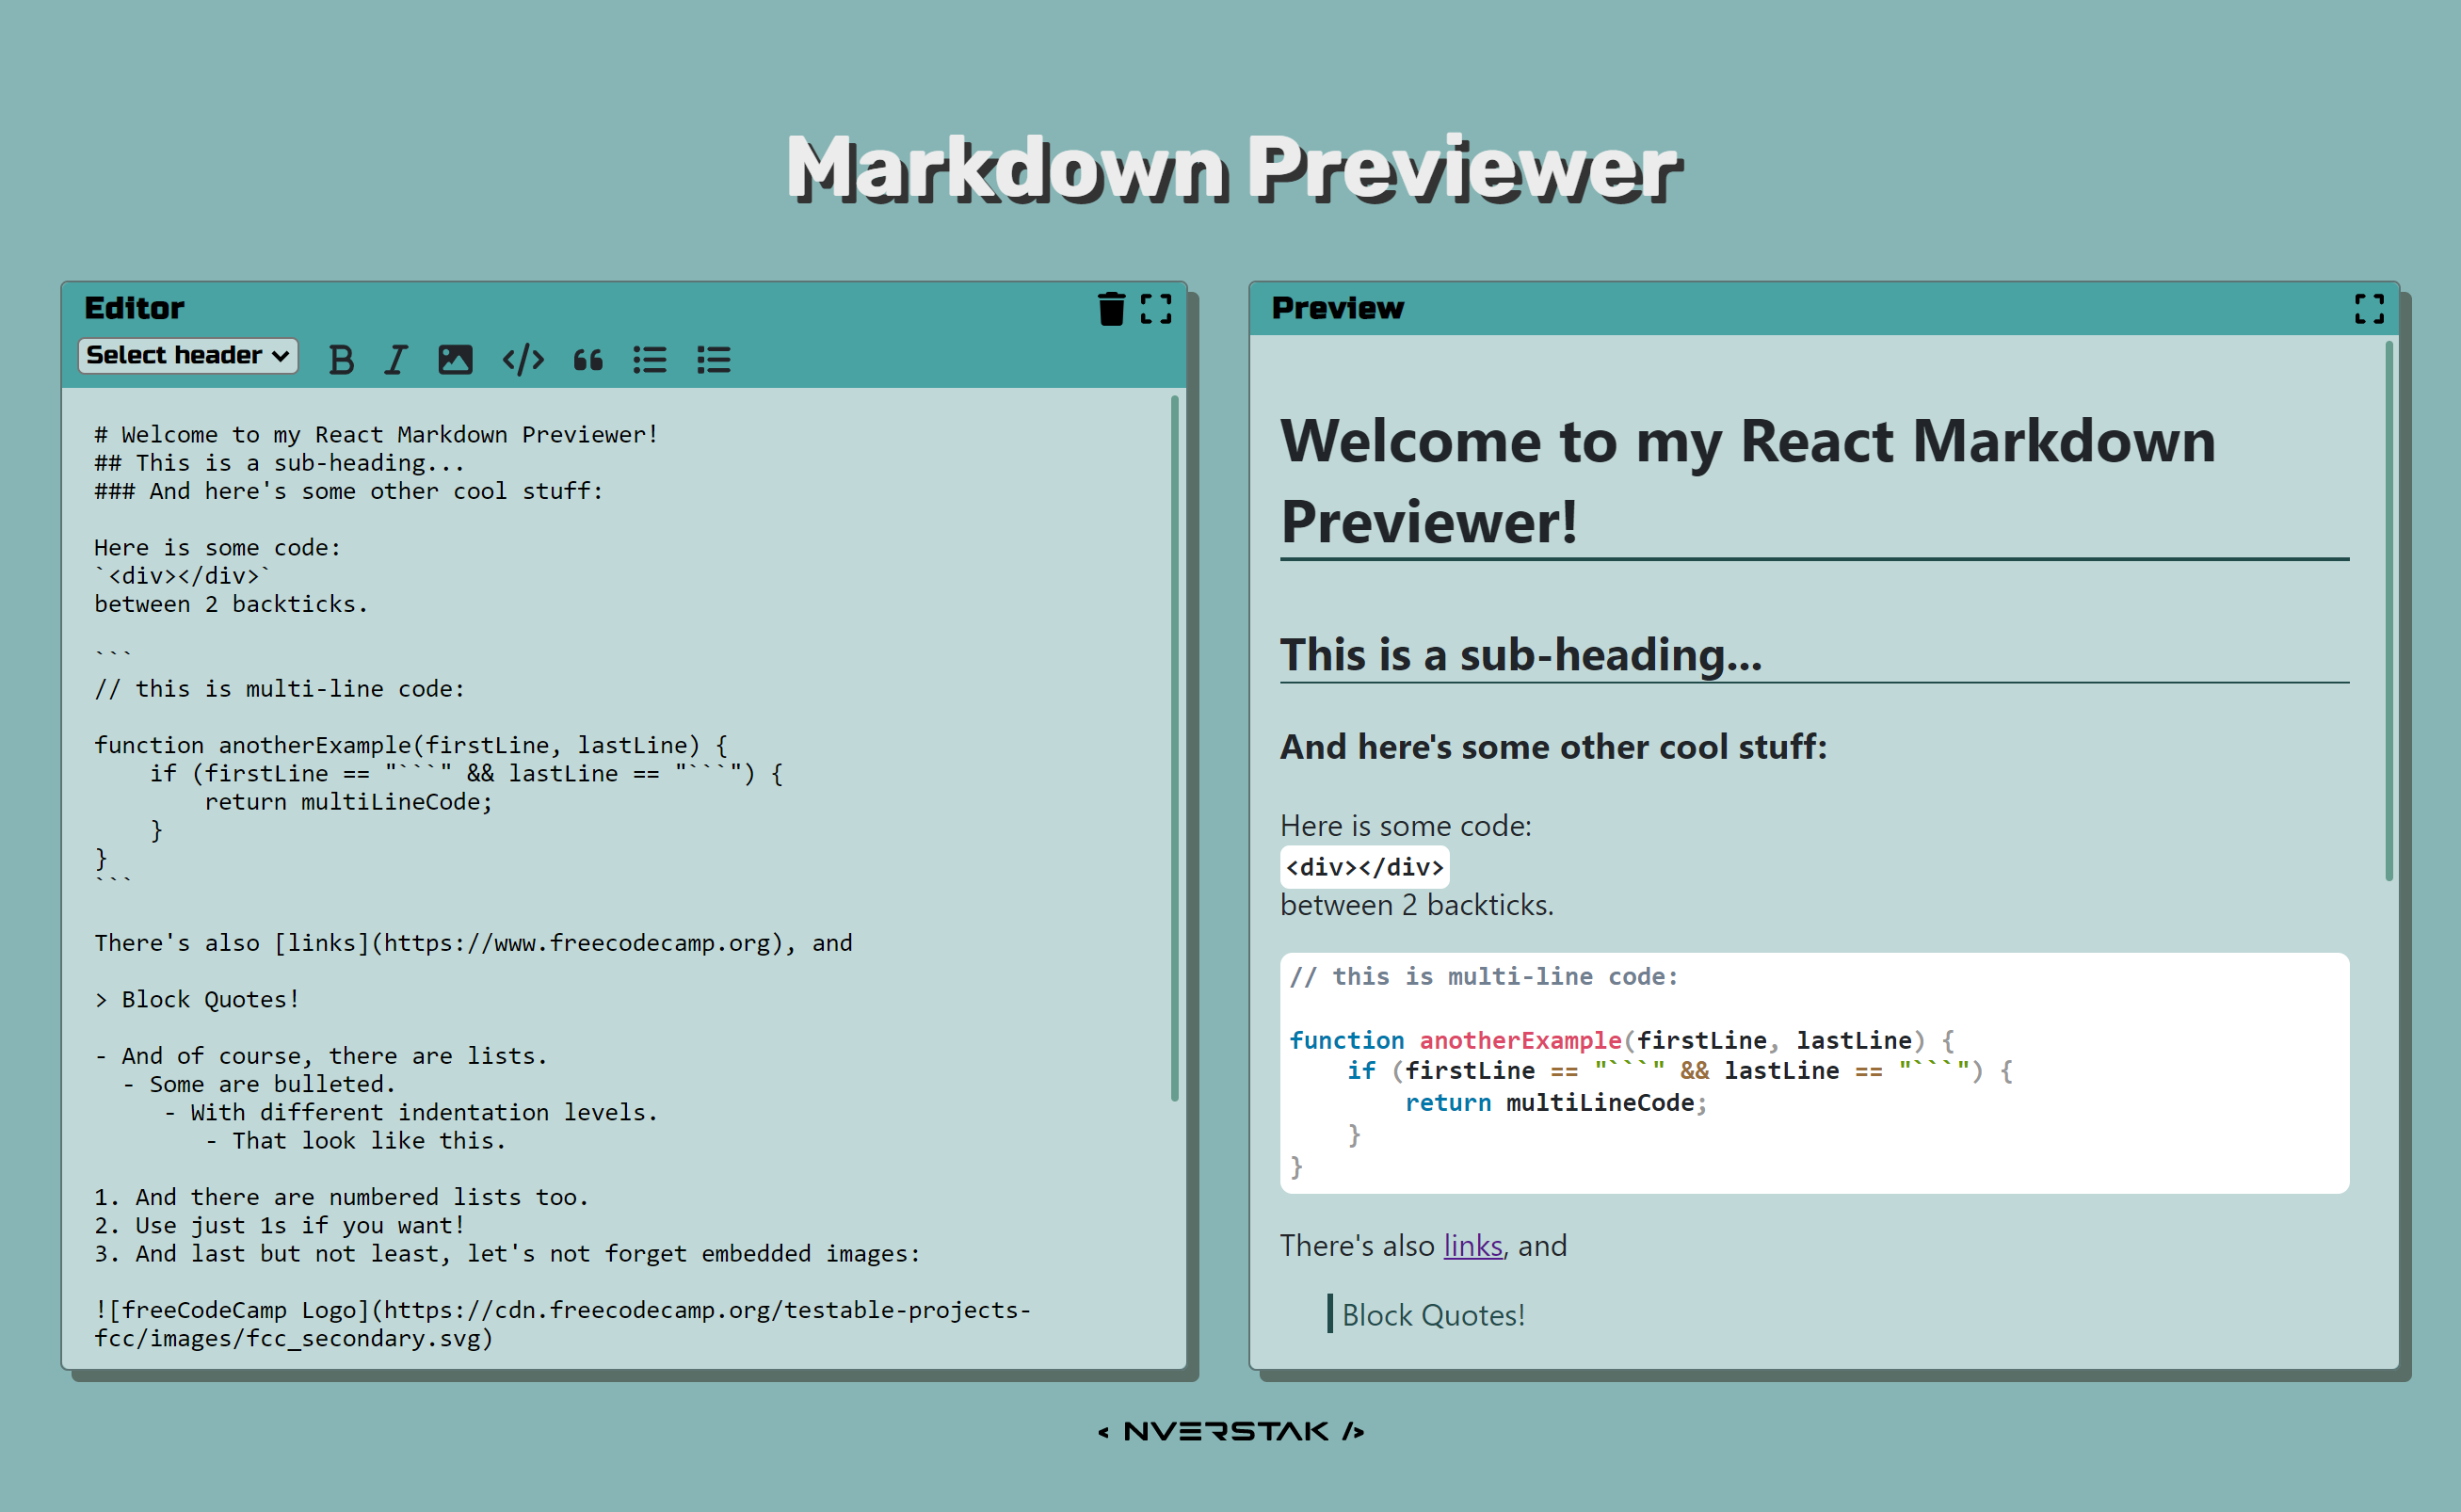 Markdown Previewer
Editor
Select header
# Welcome to my React Markdown Previewer!
## This is a sub-heading...
### And here's some other cool stuff:
Here is some code:
`<div></div>`
between 2 backticks.
```
// this is multi-line code:
function anotherExample(firstLine, lastLine) {
    if (firstLine == "```" && lastLine == "```") {
        return multiLineCode;
    }
}
```
There's also [links](https://www.freecodecamp.org), and
> Block Quotes!
- And of course, there are lists.
  - Some are bulleted.
     - With different indentation levels.
        - That look like this.
1. And there are numbered lists too.
2. Use just 1s if you want!
3. And last but not least, let's not forget embedded images:
![freeCodeCamp Logo](https://cdn.freecodecamp.org/testable-projects-
fcc/images/fcc_secondary.svg)
Preview
Welcome to my React Markdown
Previewer!
This is a sub-heading...
And here's some other cool stuff:
Here is some code:
<div></div>
between 2 backticks.
// this is multi-line code:
function anotherExample(firstLine, lastLine) {
    if (firstLine == "```" && lastLine == "```") {
        return multiLineCode;
    }
}
There's also links, and
Block Quotes!
< NVERSTAK />